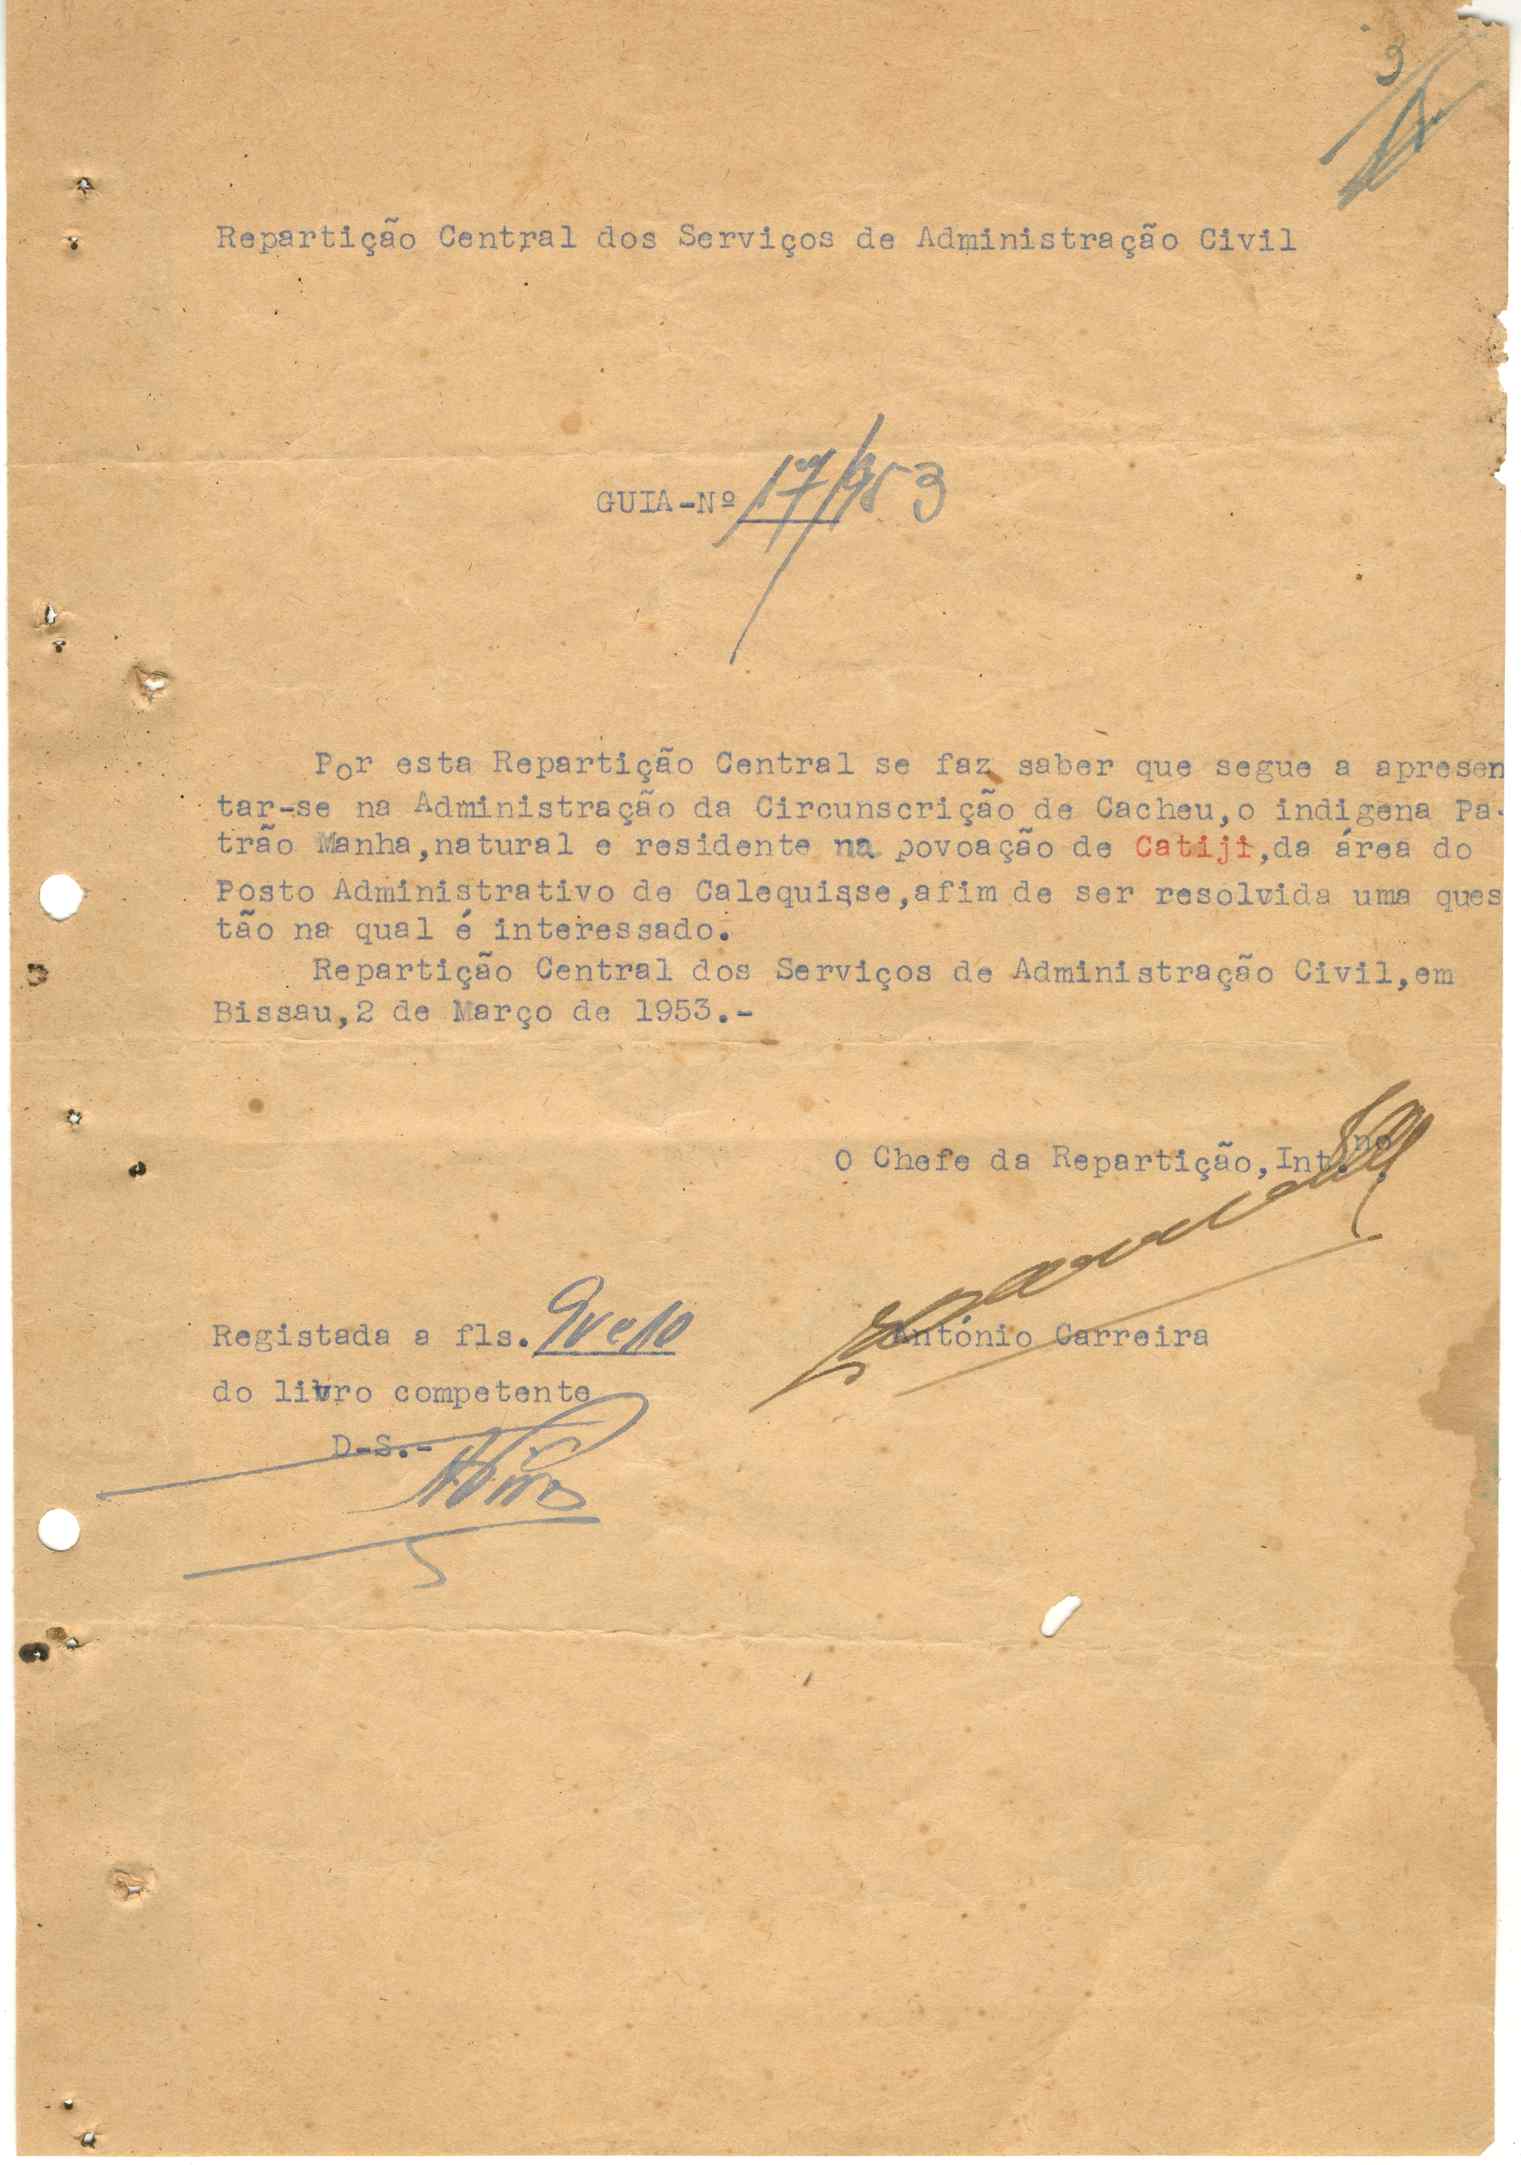 3
Repartição Central dos Serviços de Administração Civil
GUIA-Nº 17/953
Por esta Repartição Central se faz saber que segue a apresen
tar-se na Administração da Circunscrição de Cacheu,o indigena Pa-
trão Manha,natural e residente na povoação de Catiji,da área do
Posto Administrativo de Calequisse,afim de ser resolvida uma ques
tão na qual é interessado.
Repartição Central dos Serviços de Administração Civil,em
Bissau,2 de Março de 1953.-
O Chefe da Repartição,Int.no
António Carreira
Registada a fls. 9v e 10
do livro competente
D-S.-